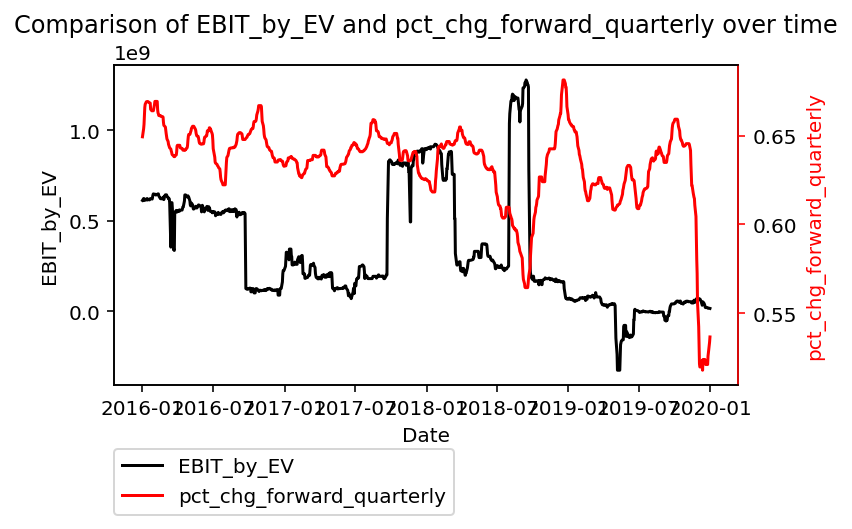 Comparison of EBIT_by_EV and pct_chg_forward_quarterly over time
1e9
1.0
0.5
0.0
EBIT_by_EV
0.65
0.60
0.55
pct_chg_forward_quarterly
2016-01 2016-07 2017-01 2017-07 2018-01 2018-07 2019-01 2019-07 2020-01
Date
EBIT_by_EV
pct_chg_forward_quarterly